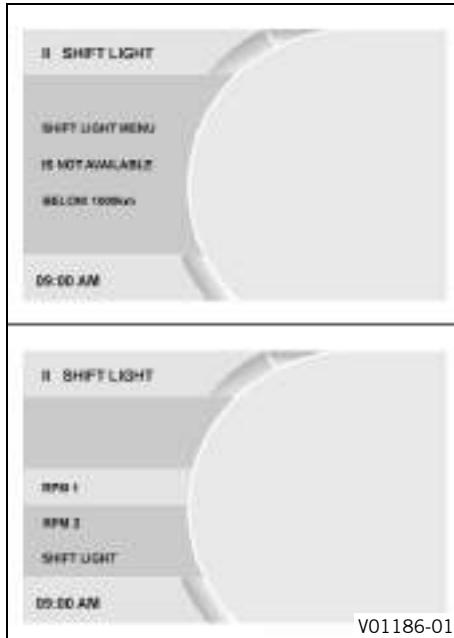 II SHIFT LIGHT
SHIFT LIGHT MENU
IS NOT AVAILABLE
BELOW 1000km
09:00 AM
II SHIFT LIGHT
RPM 1
RPM 2
SHIFT LIGHT
09:00 AM
V01186-01